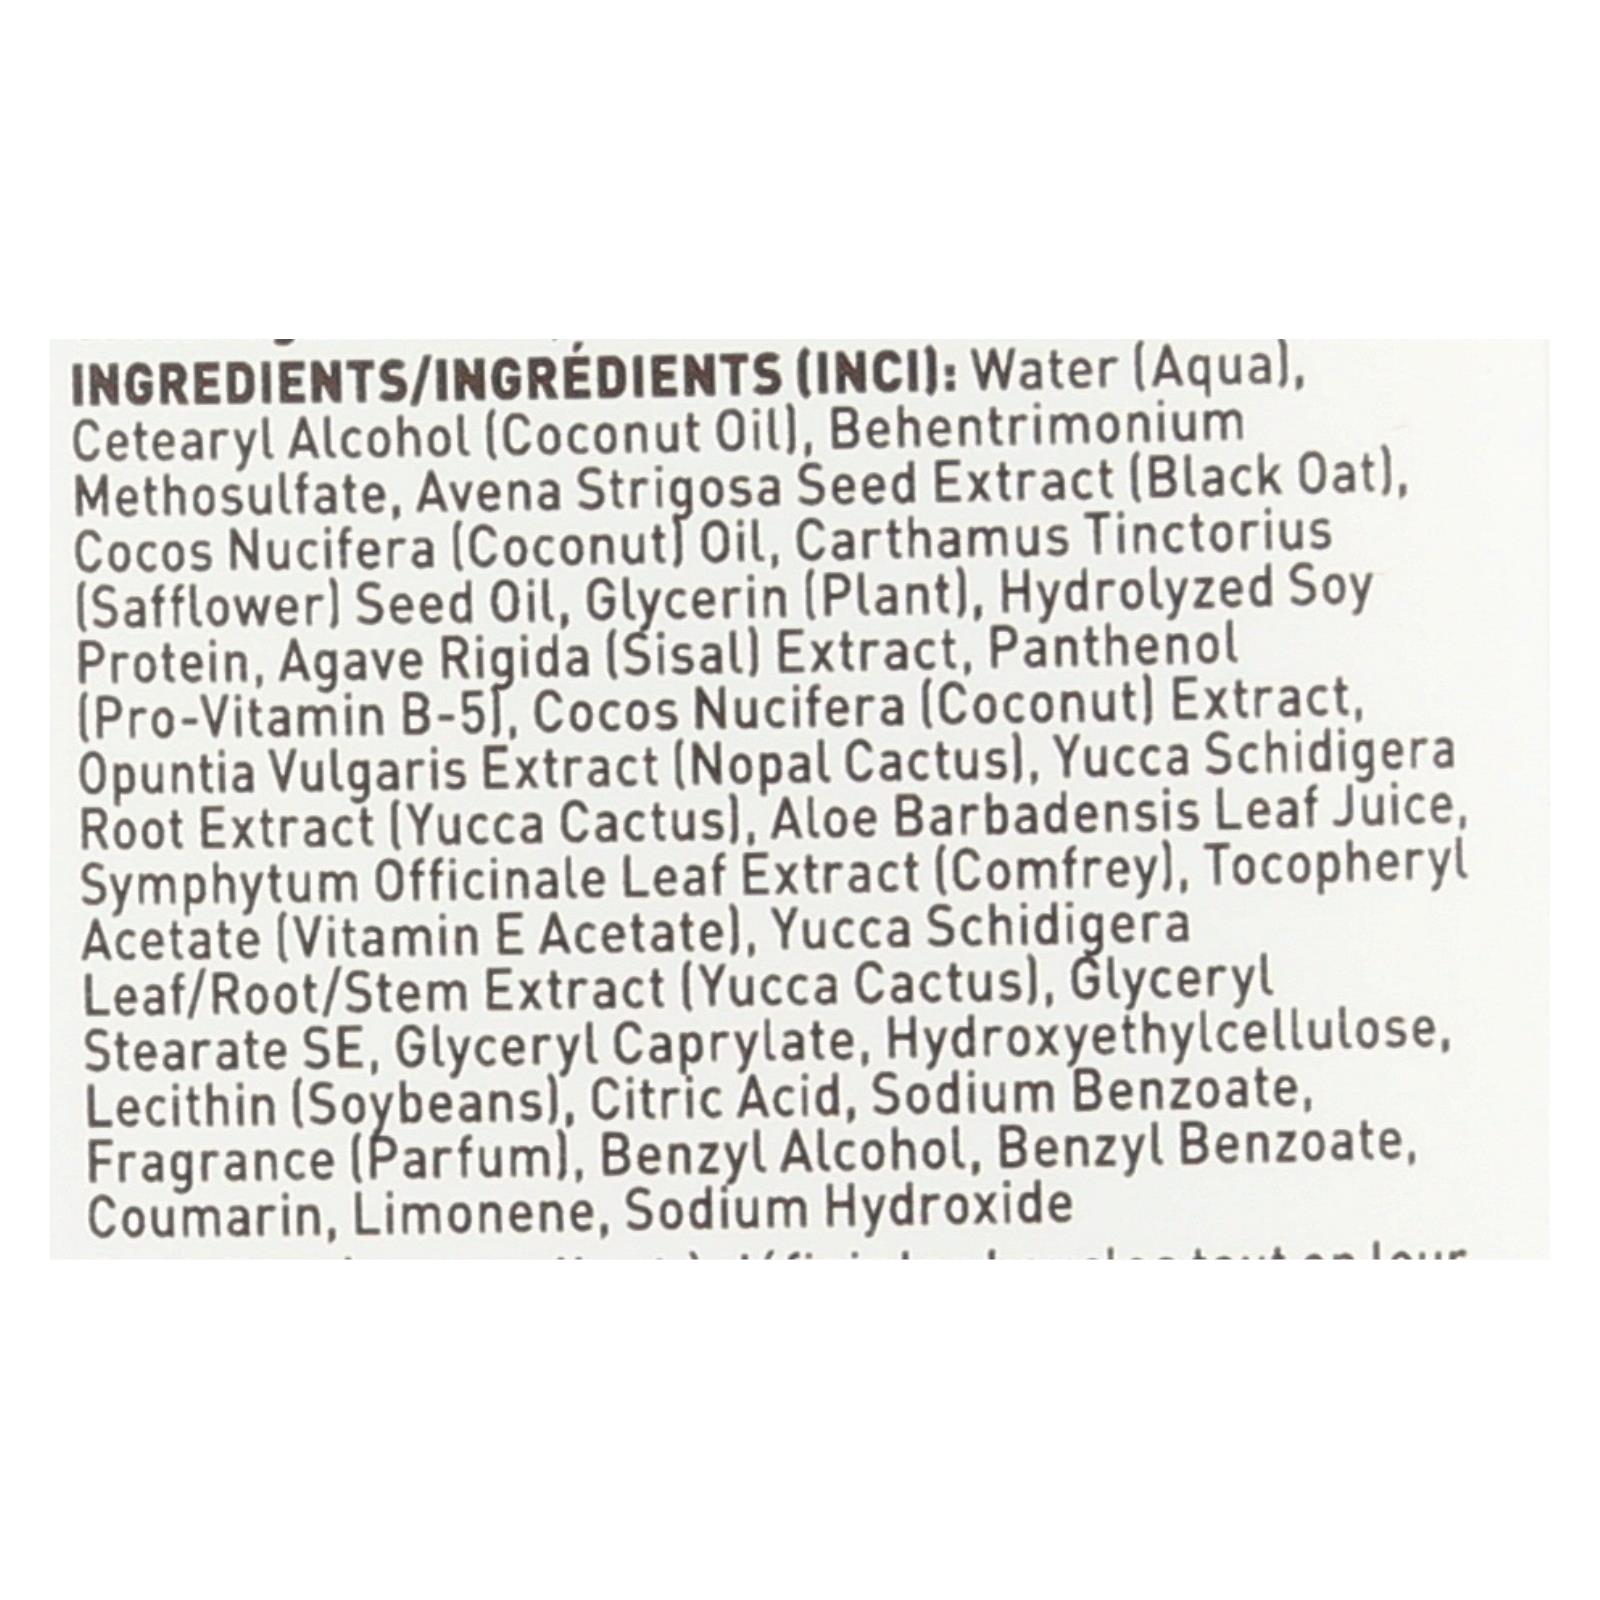 INGREDIENTS/INGRÉDIENTS (INCI): Water (Aqua),
Cetearyl Alcohol (Coconut Oil), Behentrimonium
Methosulfate, Avena Strigosa Seed Extract (Black Oat),
Cocos Nucifera (Coconut) Oil, Carthamus Tinctorius
(Safflower) Seed Oil, Glycerin (Plant), Hydrolyzed Soy
Protein, Agave Rigida (Sisal) Extract, Panthenol
(Pro-Vitamin B-5), Cocos Nucifera (Coconut) Extract,
Opuntia Vulgaris Extract (Nopal Cactus), Yucca Schidigera
Root Extract (Yucca Cactus), Aloe Barbadensis Leaf Juice,
Symphytum Officinale Leaf Extract (Comfrey), Tocopheryl
Acetate (Vitamin E Acetate), Yucca Schidigera
Leaf/Root/Stem Extract (Yucca Cactus), Glyceryl
Stearate SE, Glyceryl Caprylate, Hydroxyethylcellulose,
Lecithin (Soybeans), Citric Acid, Sodium Benzoate,
Fragrance (Parfum), Benzyl Alcohol, Benzyl Benzoate,
Coumarin, Limonene, Sodium Hydroxide